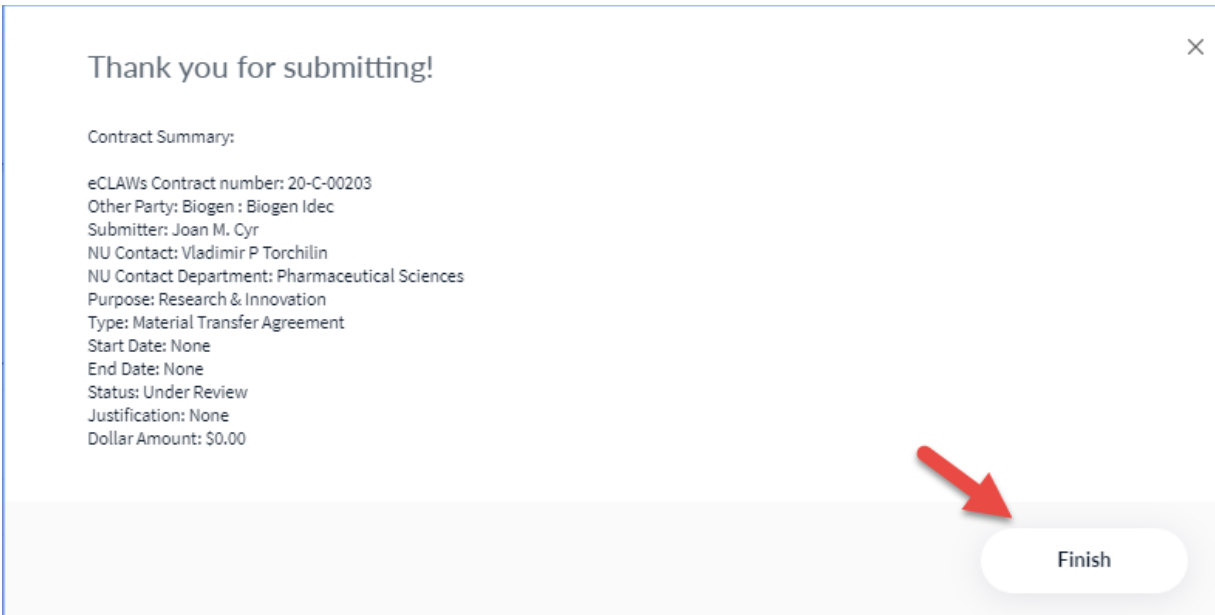 Thank you for submitting!
Contract Summary:
eCLAWs Contract number: 20-C-00203
Other Party: Biogen : Biogen Idec
Submitter: Joan M. Cyr
NU Contact: Vladimir P Torchilin
NU Contact Department: Pharmaceutical Sciences
Purpose: Research & Innovation
Type: Material Transfer Agreement
Start Date: None
End Date: None
Status: Under Review
Justification: None
Dollar Amount: $0.00
Finish